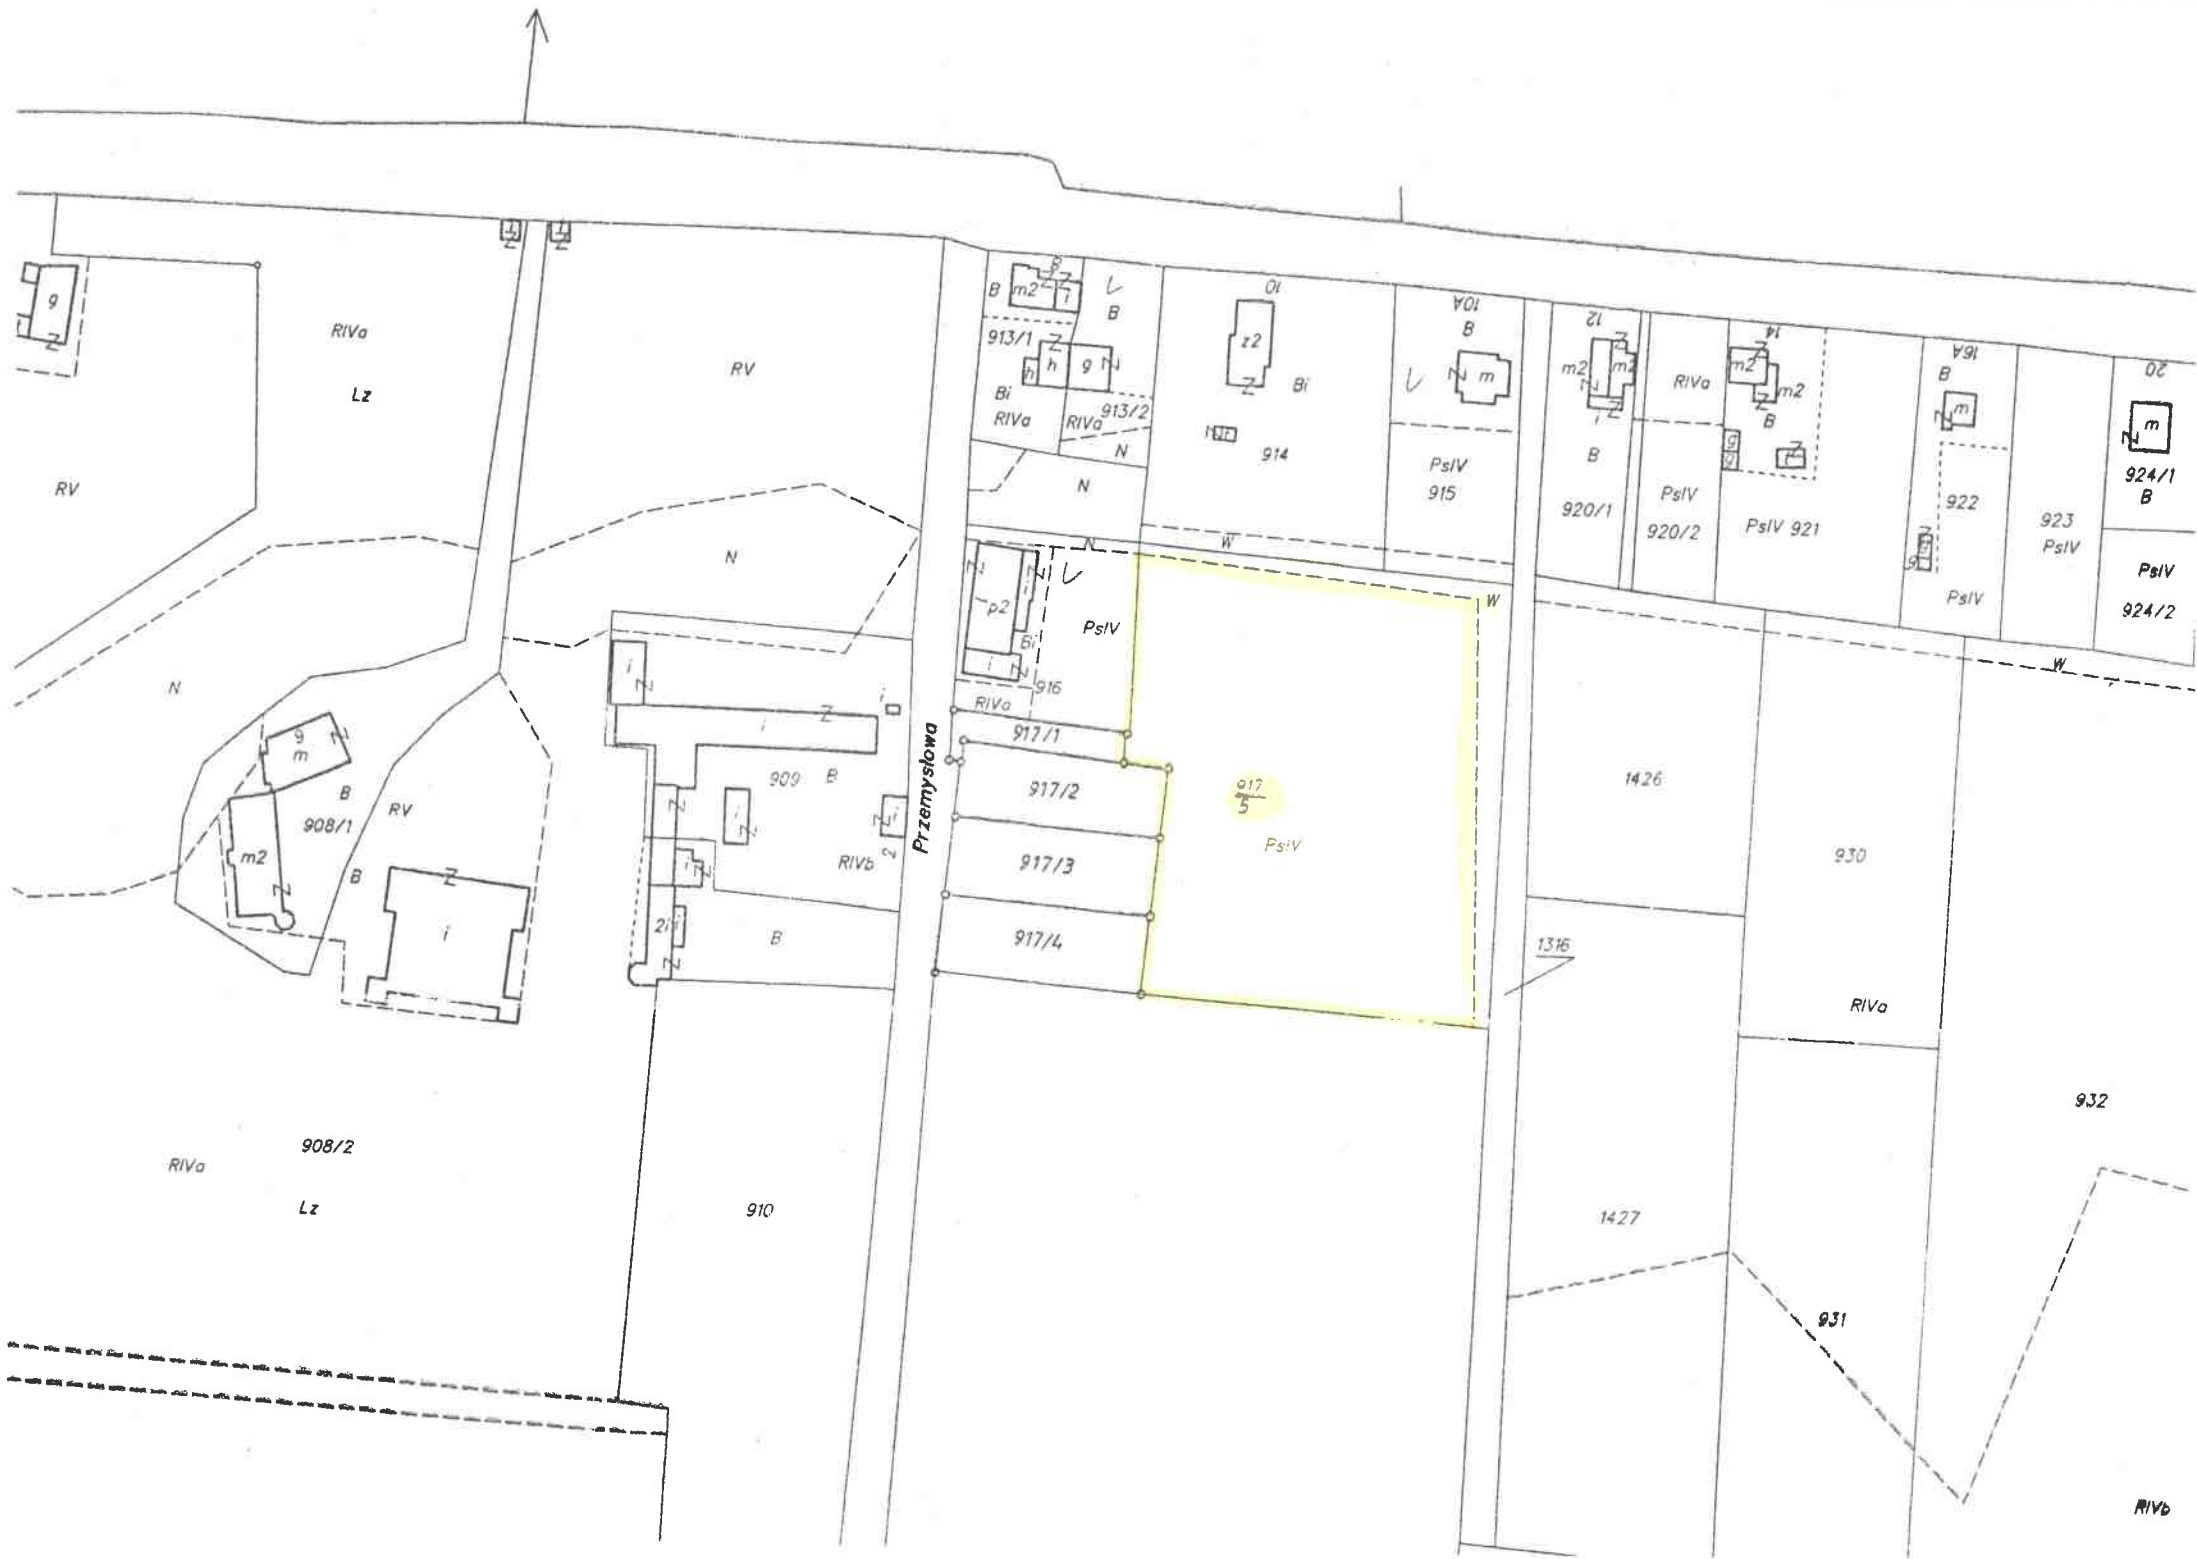 g
RIVa
Lz
RV
RV
N
N
g
m
B
908/1
RV
m2
B
i
908/2
RIVa
Lz
i
i
i
909
B
i
i
RIVb
2
2i
i
B
910
Przemysłowa
8
B
m2
i
B
913/1
h
h
g
Bi
RIVa
RIVa
913/2
N
N
N
W
p2
i
Bi
PsIV
916
RIVa
917/1
917/2
917/3
917/4
917
5
PsIV
W
10
z2
Bi
914
10A
B
m
PsIV
915
12
m2
m2
i
B
920/1
RIVa
PsIV
920/2
14
m2
m2
B
g
g
i
PsIV 921
16A
B
m
922
g
PsIV
923
PsIV
20
m
924/1
B
PsIV
924/2
W
1426
930
1316
RIVa
932
1427
931
RIVb